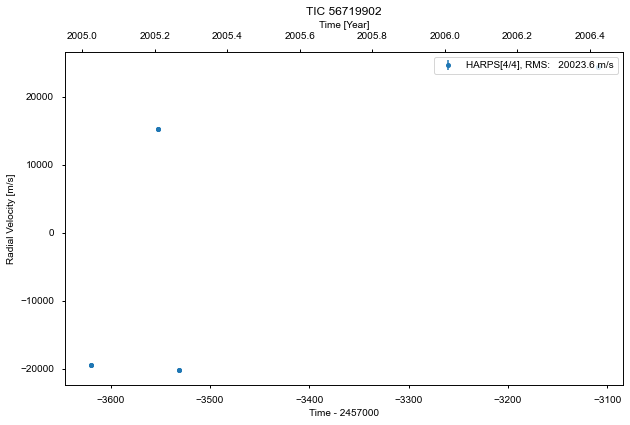 TIC 56719902
Time [Year]
2005.0 2005.2 2005.4 2005.6 2005.8 2006.0 2006.2 2006.4
HARPS[4/4], RMS: 20023.6 m/s
20000
10000
0
−10000
−20000
Radial Velocity [m/s]
−3600 −3500 −3400 −3300 −3200 −3100
Time - 2457000